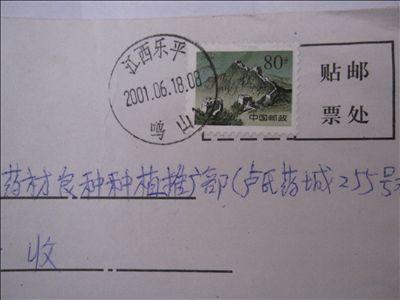 江西乐平
2001.06.18.08
鸣山
80分
中国邮政
贴邮
票处
药材良种种植推广部(卢氏药城255号
收